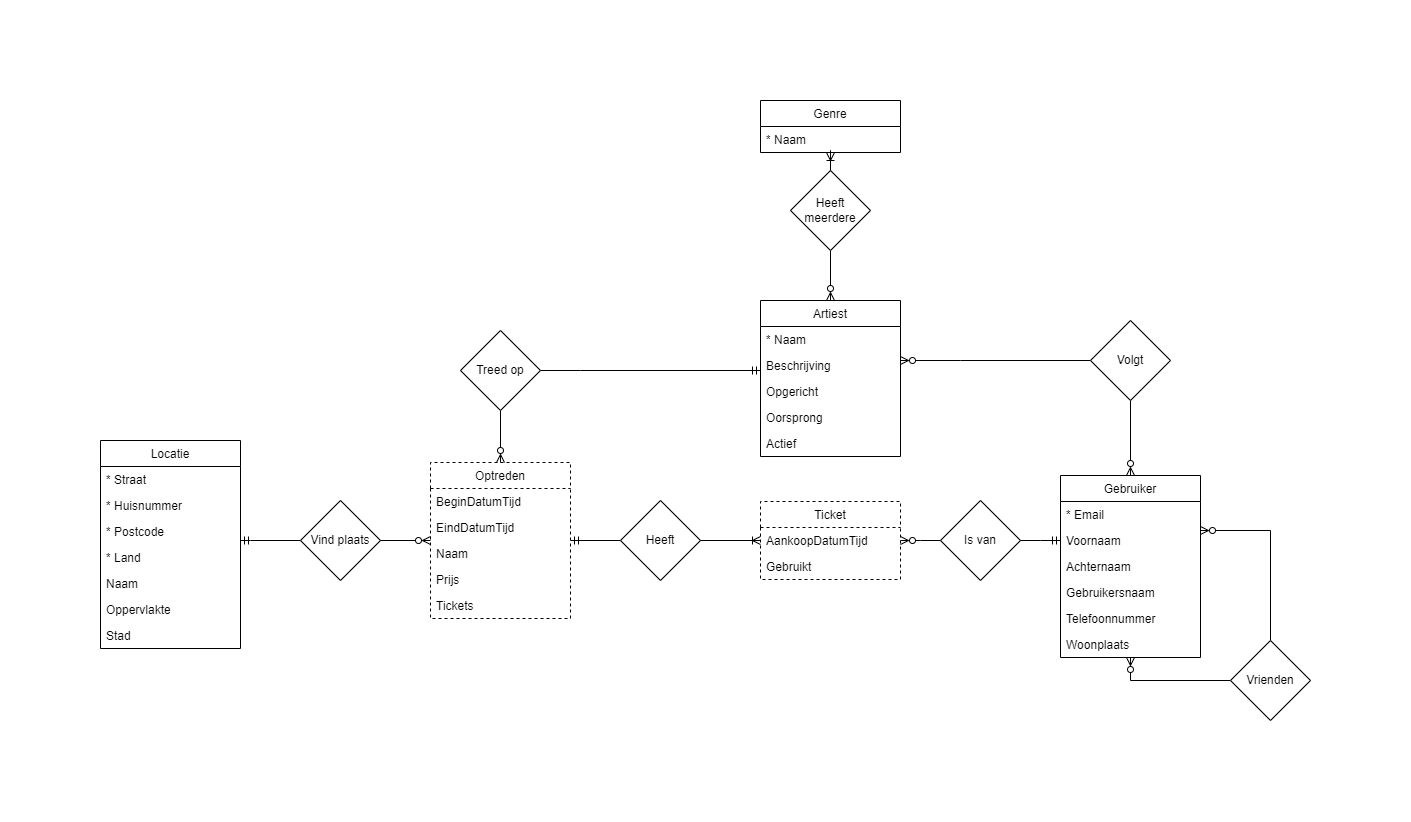 Genre
* Naam
Heeft
meerdere
Artiest
* Naam
Beschrijving
Opgericht
Oorsprong
Actief
Treed op
Volgt
Locatie
* Straat
* Huisnummer
* Postcode
* Land
Naam
Oppervlakte
Stad
Vind plaats
Optreden
BeginDatumTijd
EindDatumTijd
Naam
Prijs
Tickets
Heeft
Ticket
AankoopDatumTijd
Gebruikt
Is van
Gebruiker
* Email
Voornaam
Achternaam
Gebruikersnaam
Telefoonnummer
Woonplaats
Vrienden